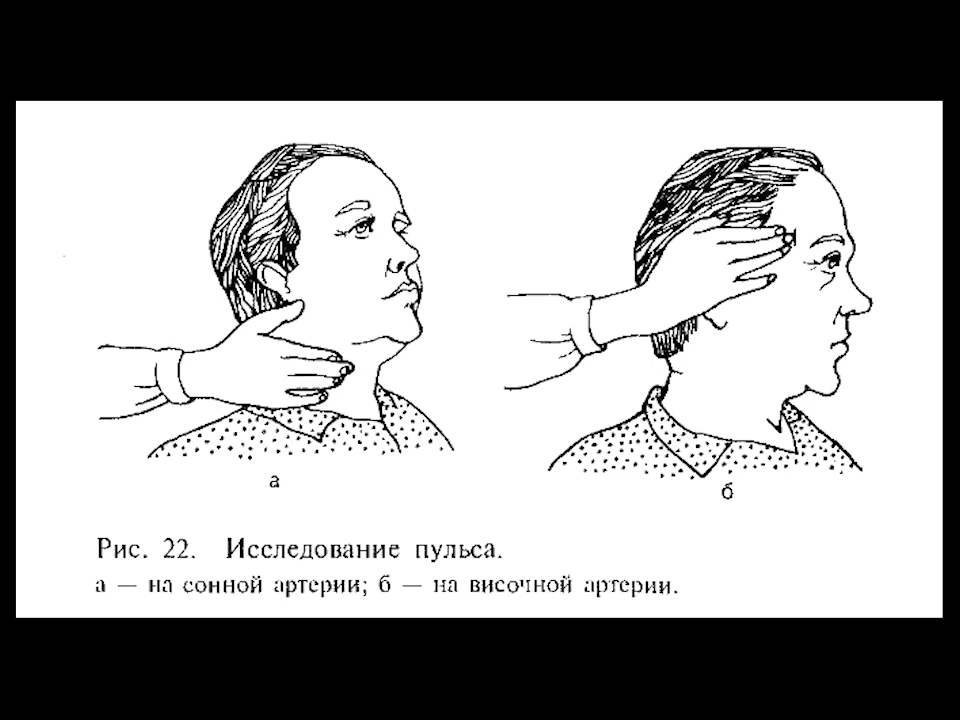 а
б
Рис. 22. Исследование пульса.
а — на сонной артерии; б — на височной артерии.